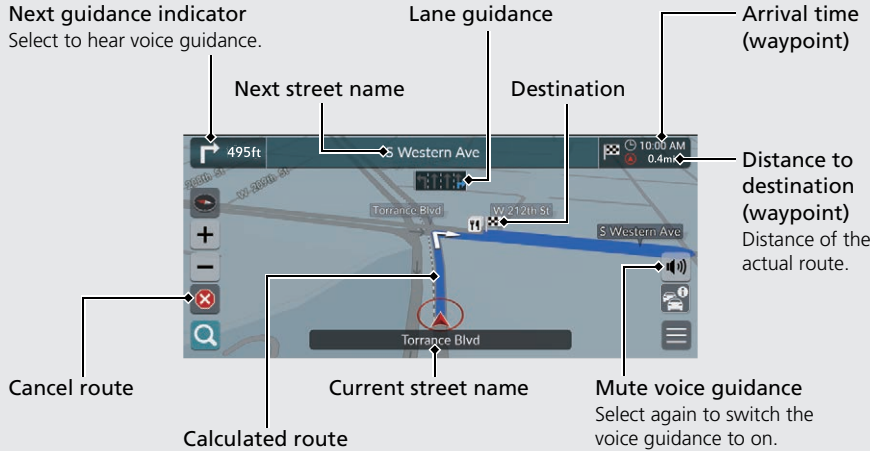 Next guidance indicator
Select to hear voice guidance.
Lane guidance
Arrival time
(waypoint)
Next street name
Destination
495ft
S Western Ave
10:00 AM
0.4mi
Distance to
destination
(waypoint)
Distance of the
actual route.
W 209th St
Torrance Blvd
W 212th St
S Western Ave
Torrance Blvd
Cancel route
Current street name
Mute voice guidance
Select again to switch the
voice guidance to on.
Calculated route